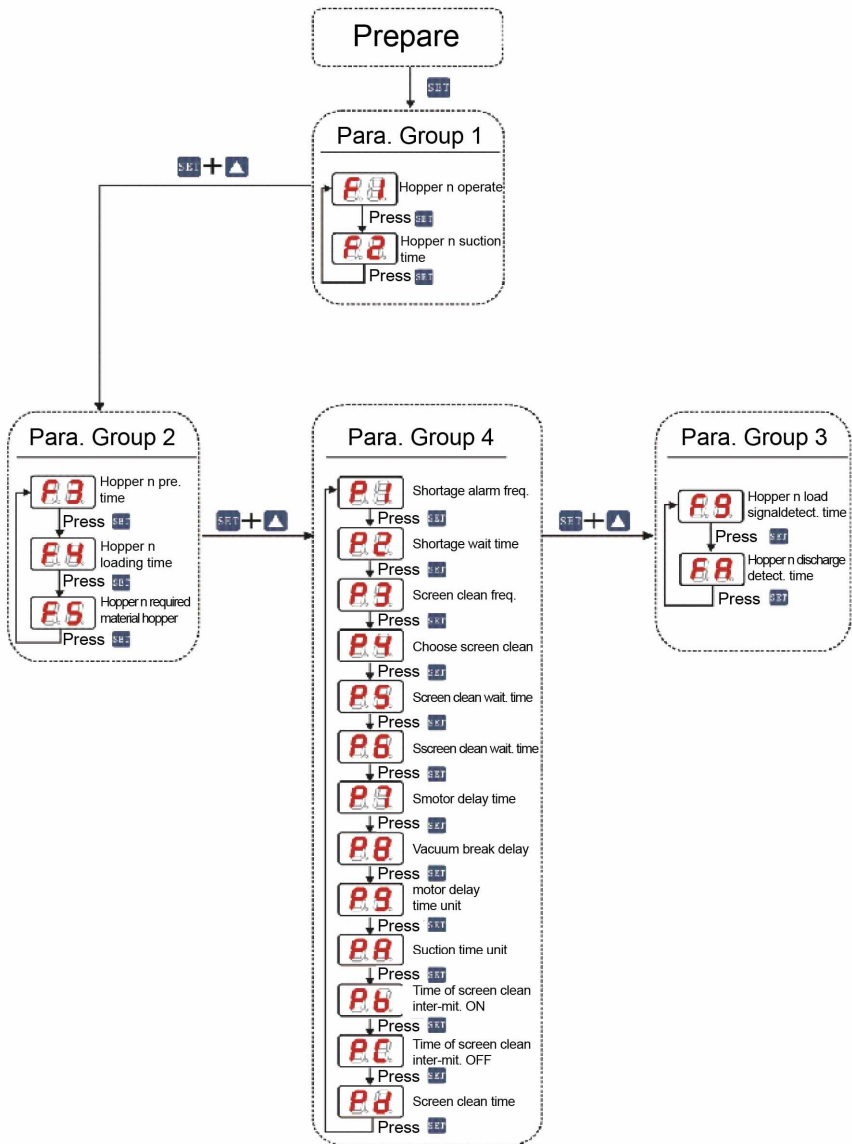 Prepare
SET
Para. Group 1
SET+
F1 Hopper n operate
Press SET
F2 Hopper n suction
time
Press SET
Para. Group 2
F3 Hopper n pre.
time
Press SET
F4 Hopper n
loading time
Press SET
F5 Hopper n required
material hopper
Press SET
SET+
Para. Group 4
P1 Shortage alarm freq.
Press SET
P2 Shortage wait time
Press SET
P3 Screen clean freq.
Press SET
P4 Choose screen clean
Press SET
P5 Screen clean wait. time
Press SET
P6 Sscreen clean wait. time
Press SET
P7 Smotor delay time
Press SET
P8 Vacuum break delay
Press SET
P9 motor delay
time unit
Press SET
PA Suction time unit
Press SET
Pb Time of screen clean
inter-mit. ON
Press SET
PC Time of screen clean
inter-mit. OFF
Press SET
Pd Screen clean time
Press SET
SET+
Para. Group 3
F9 Hopper n load
signaldetect. time
Press SET
FA Hopper n discharge
detect. time
Press SET